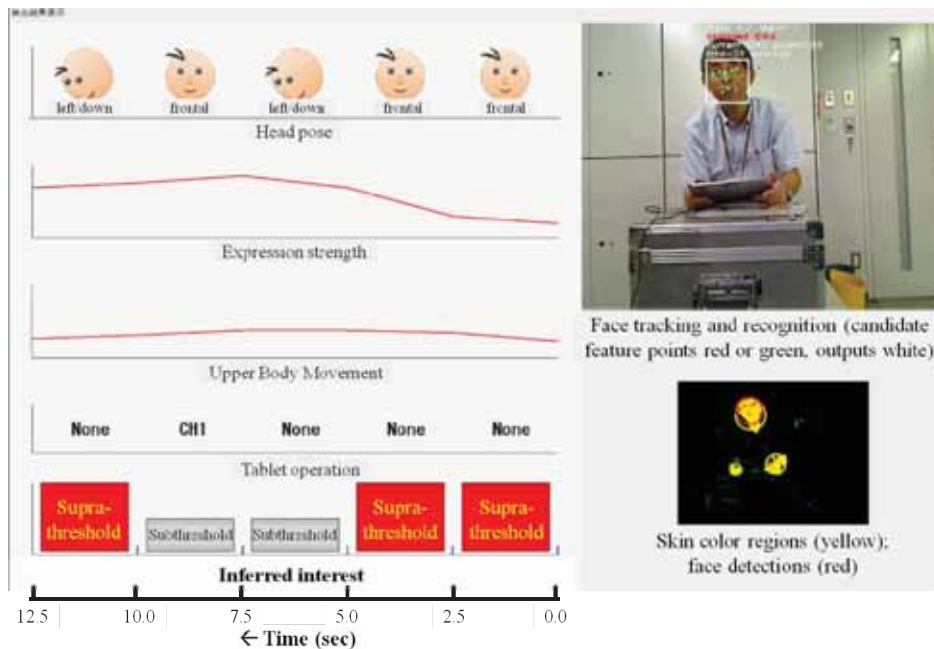 left down
frontal
left down
frontal
frontal
Head pose
Expression strength
Upper Body Movement
None
CH1
None
None
None
Tablet operation
Supra-
threshold
Subthreshold
Subthreshold
Supra-
threshold
Supra-
threshold
Inferred interest
12.5
10.0
7.5
5.0
2.5
0.0
← Time (sec)
Face tracking and recognition (candidate
feature points red or green, outputs white)
Skin color regions (yellow);
face detections (red)